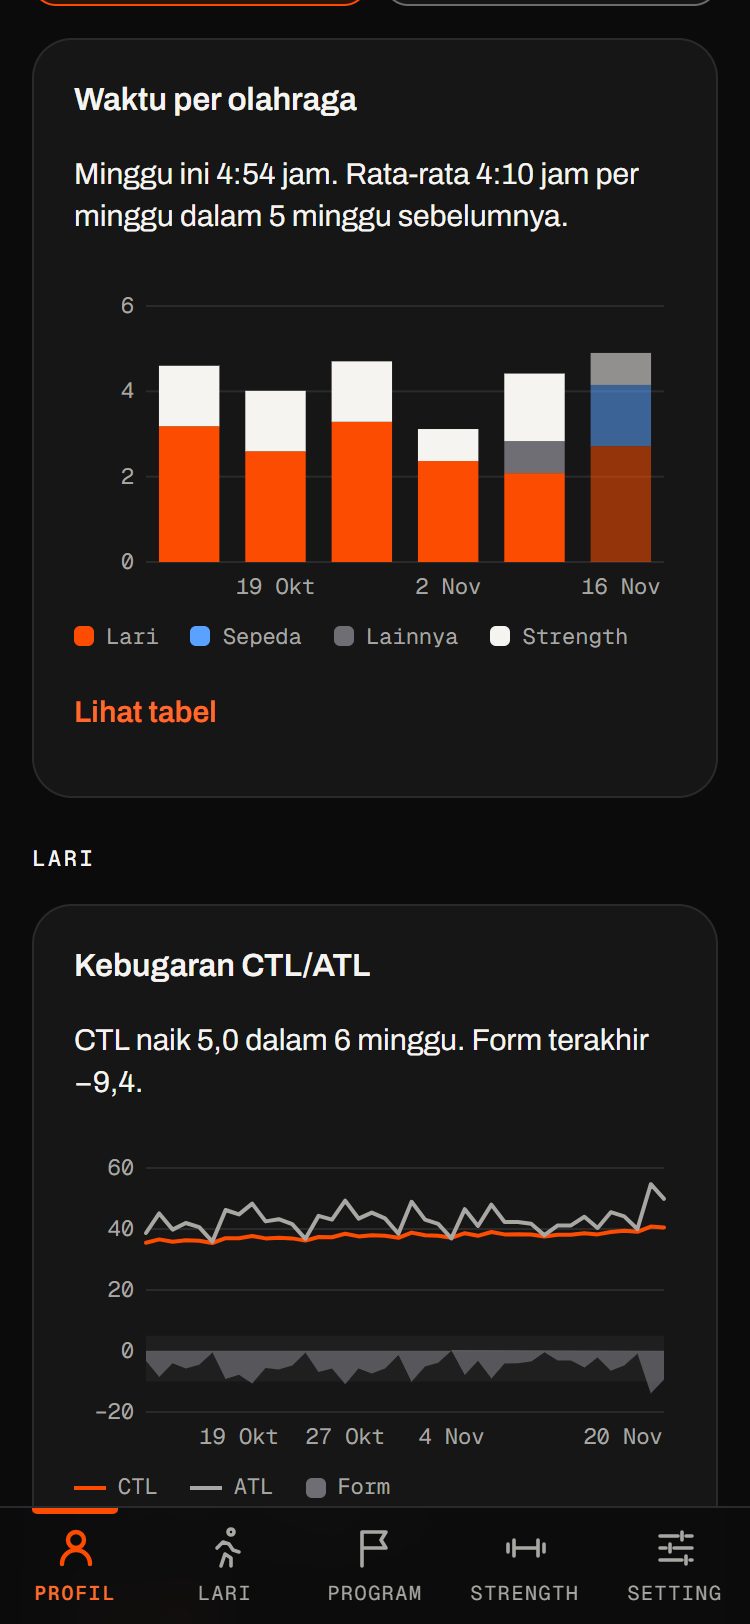 Waktu per olahraga
Minggu ini 4:54 jam. Rata-rata 4:10 jam per
minggu dalam 5 minggu sebelumnya.
6
4
2
0
19 Okt 2 Nov 16 Nov
Lari Sepeda Lainnya Strength
Lihat tabel
LARI
Kebugaran CTL/ATL
CTL naik 5,0 dalam 6 minggu. Form terakhir
−9,4.
60
40
20
0
−20
19 Okt 27 Okt 4 Nov 20 Nov
CTL ATL Form
PROFIL LARI PROGRAM STRENGTH SETTING